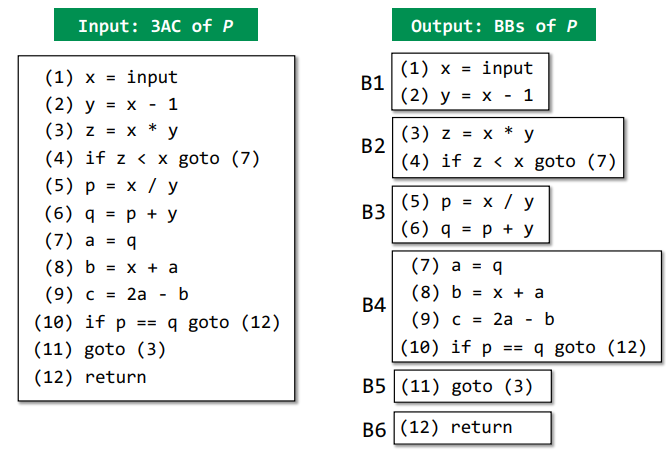 Input: 3AC of P
(1) x = input
(2) y = x - 1
(3) z = x * y
(4) if z < x goto (7)
(5) p = x / y
(6) q = p + y
(7) a = q
(8) b = x + a
(9) c = 2a - b
(10) if p == q goto (12)
(11) goto (3)
(12) return
Output: BBs of P
B1
(1) x = input
(2) y = x - 1
B2
(3) z = x * y
(4) if z < x goto (7)
B3
(5) p = x / y
(6) q = p + y
B4
(7) a = q
(8) b = x + a
(9) c = 2a - b
(10) if p == q goto (12)
B5
(11) goto (3)
B6
(12) return